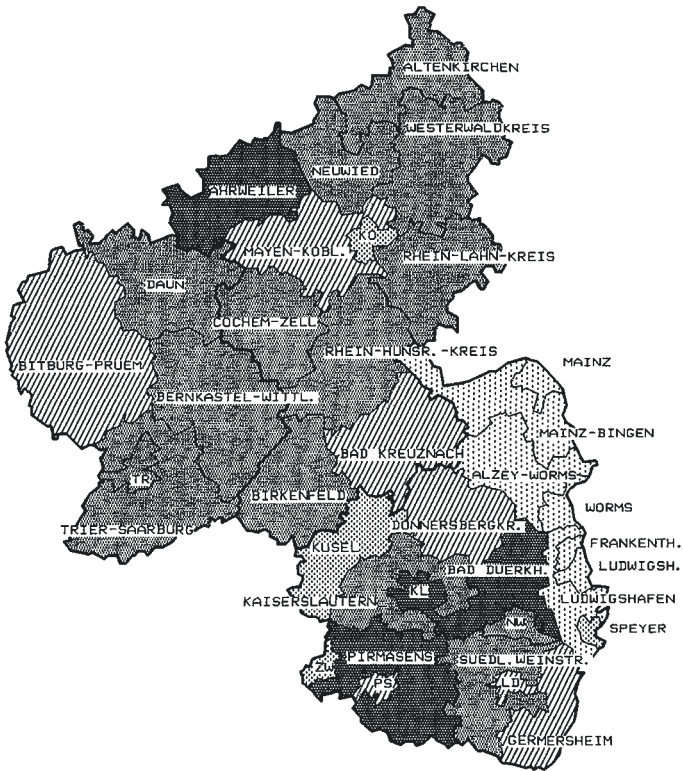 ALTENKIRCHEN
WESTERWALDKREIS
NEUWIED
AHRWEILER
KO
MAYEN-KOBL.
RHEIN-LAHN-KREIS
DAUN
COCHEM-ZELL
RHEIN-HUNSR.-KREIS
MAINZ
BITBURG-PRUEM
BERNKASTEL-WITTL.
MAINZ-BINGEN
BAD KREUZNACH
ALZEY-WORMS
TR
BIRKENFELD
WORMS
TRIER-SAARBURG
DONNERSBERGKR.
KUSEL
FRANKENTH.
BAD DUERKH.
LUDWIGSH.
KL
KAISERSLAUTERN
LUDWIGSHAFEN
NW
SPEYER
PIRMASENS
SUEDL.WEINSTR.
ZW
PS
LD
GERMERSHEIM